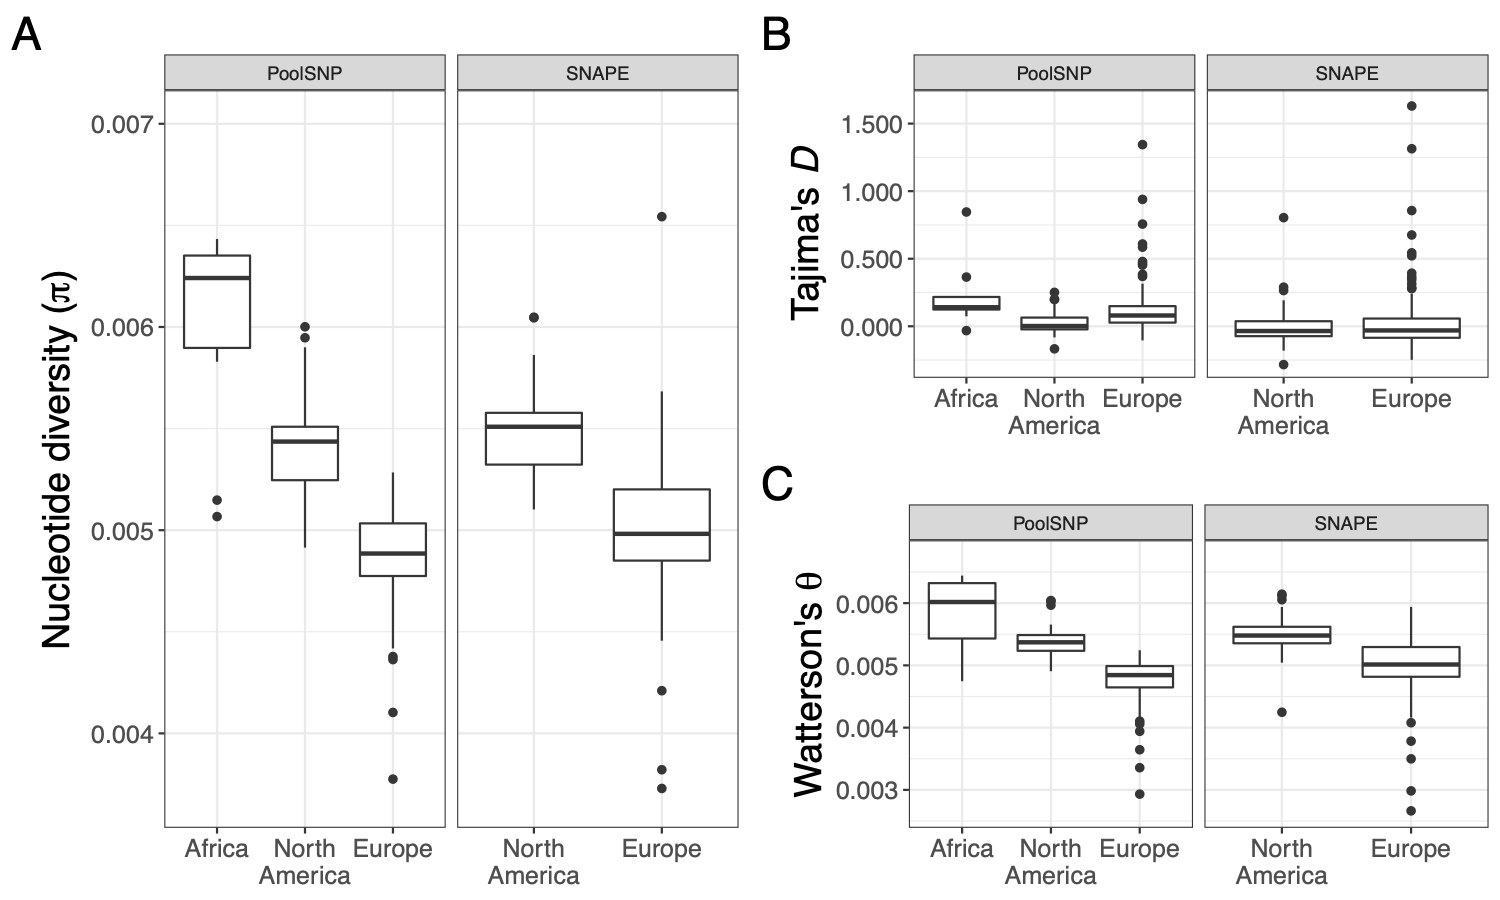 A
PoolSNP
SNAPE
Nucleotide diversity (π)
0.007
0.006
0.005
0.004
Africa
North
America
Europe
North
America
Europe
B
PoolSNP
SNAPE
Tajima's D
1.500
1.000
0.500
0.000
Africa
North
America
Europe
North
America
Europe
C
PoolSNP
SNAPE
Watterson's θ
0.006
0.005
0.004
0.003
Africa
North
America
Europe
North
America
Europe